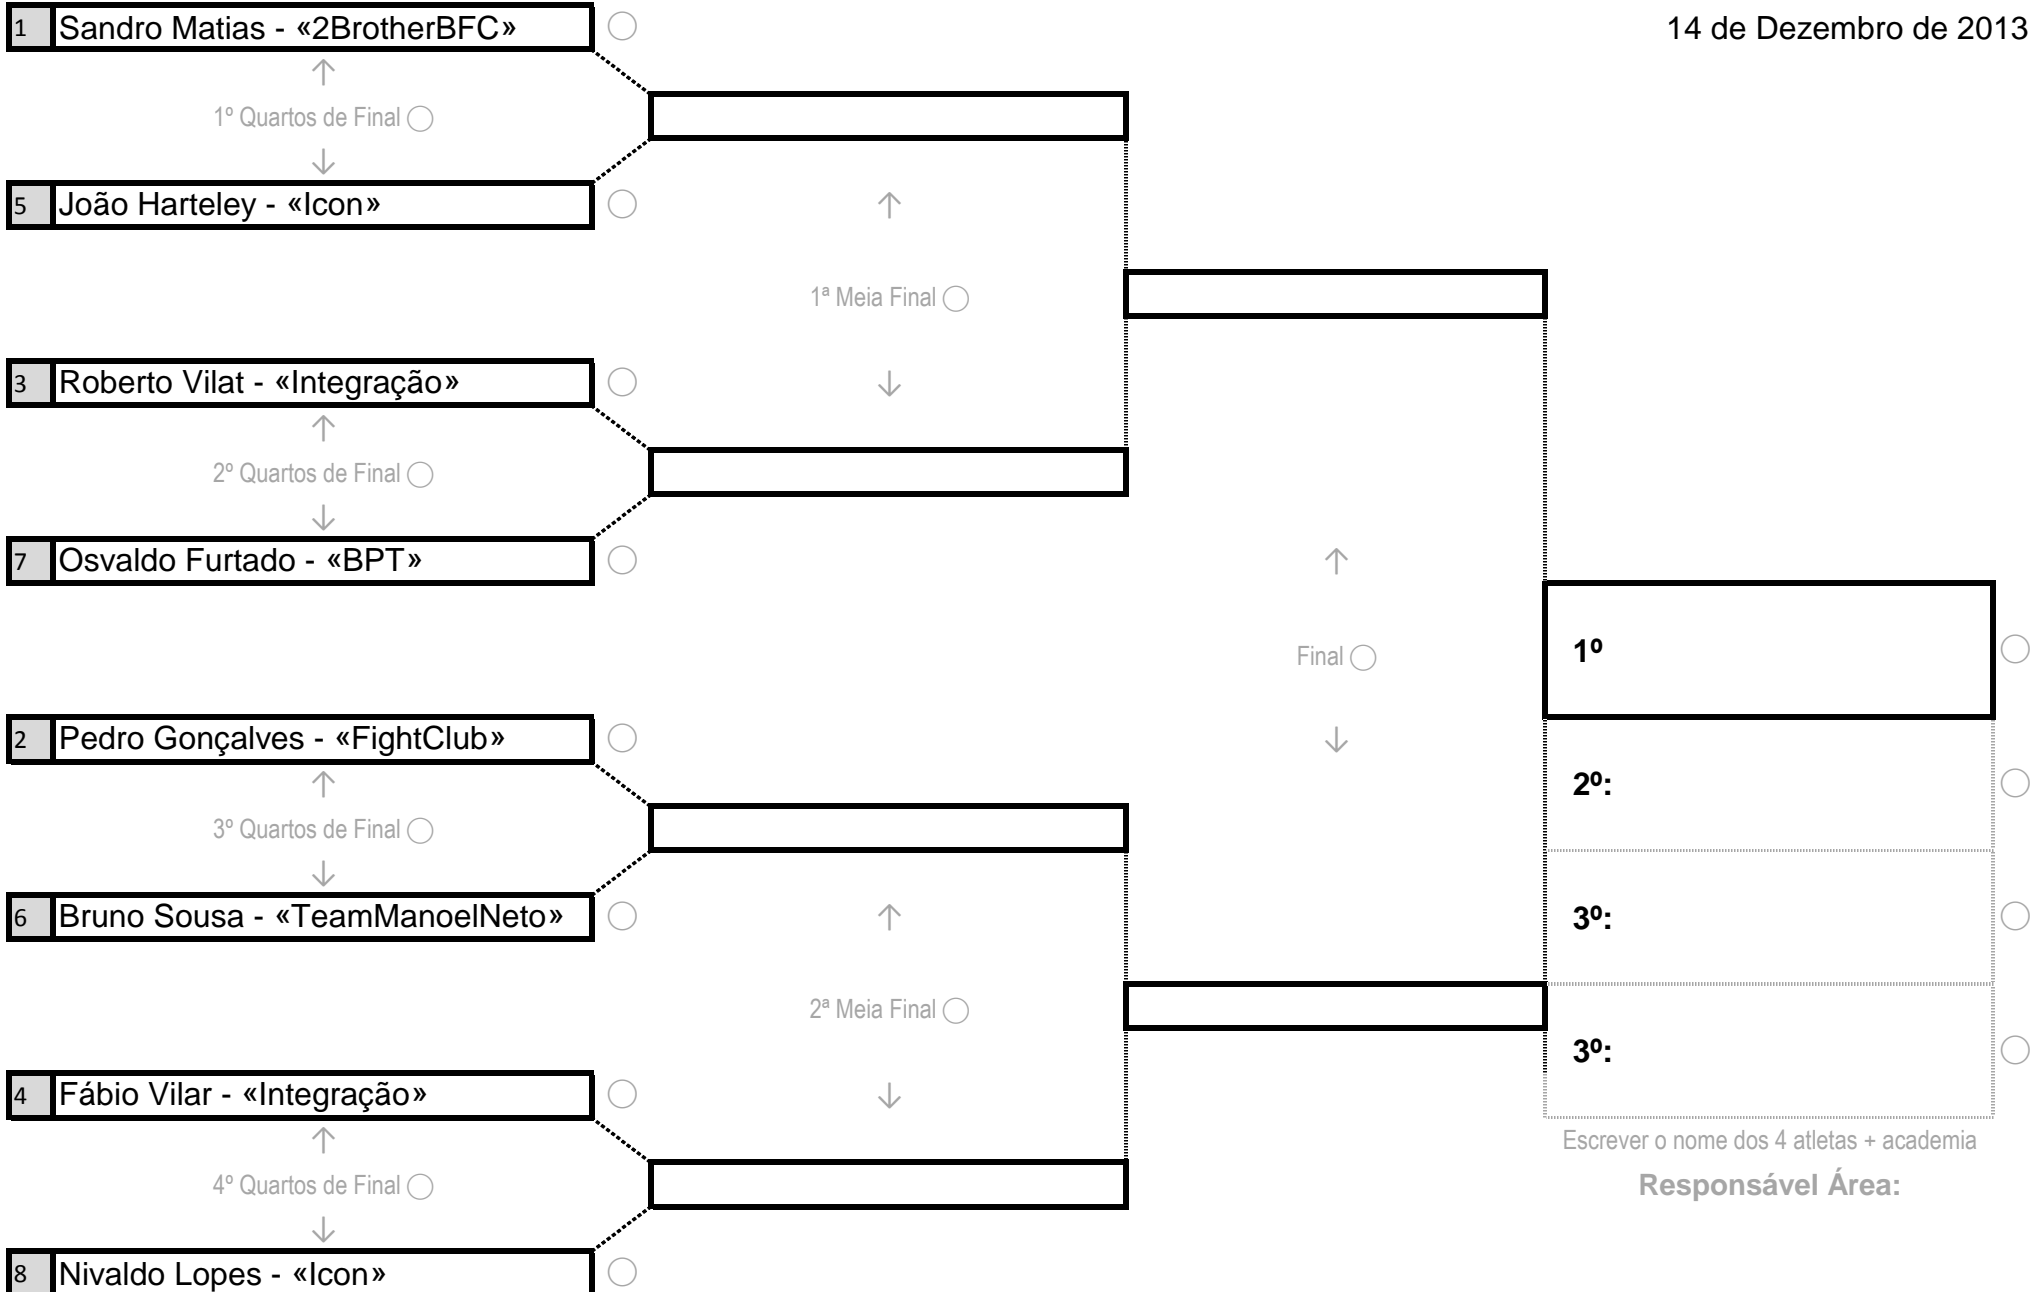 1 Sandro Matias - «2BrotherBFC»
14 de Dezembro de 2013
1º Quartos de Final
5 João Harteley - «Icon»
1ª Meia Final
3 Roberto Vilat - «Integração»
2º Quartos de Final
7 Osvaldo Furtado - «BPT»
Final
1º
2 Pedro Gonçalves - «FightClub»
2º:
3º Quartos de Final
6 Bruno Sousa - «TeamManoelNeto»
3º:
2ª Meia Final
3º:
4 Fábio Vilar - «Integração»
Escrever o nome dos 4 atletas + academia
4º Quartos de Final
Responsável Área:
8 Nivaldo Lopes - «Icon»